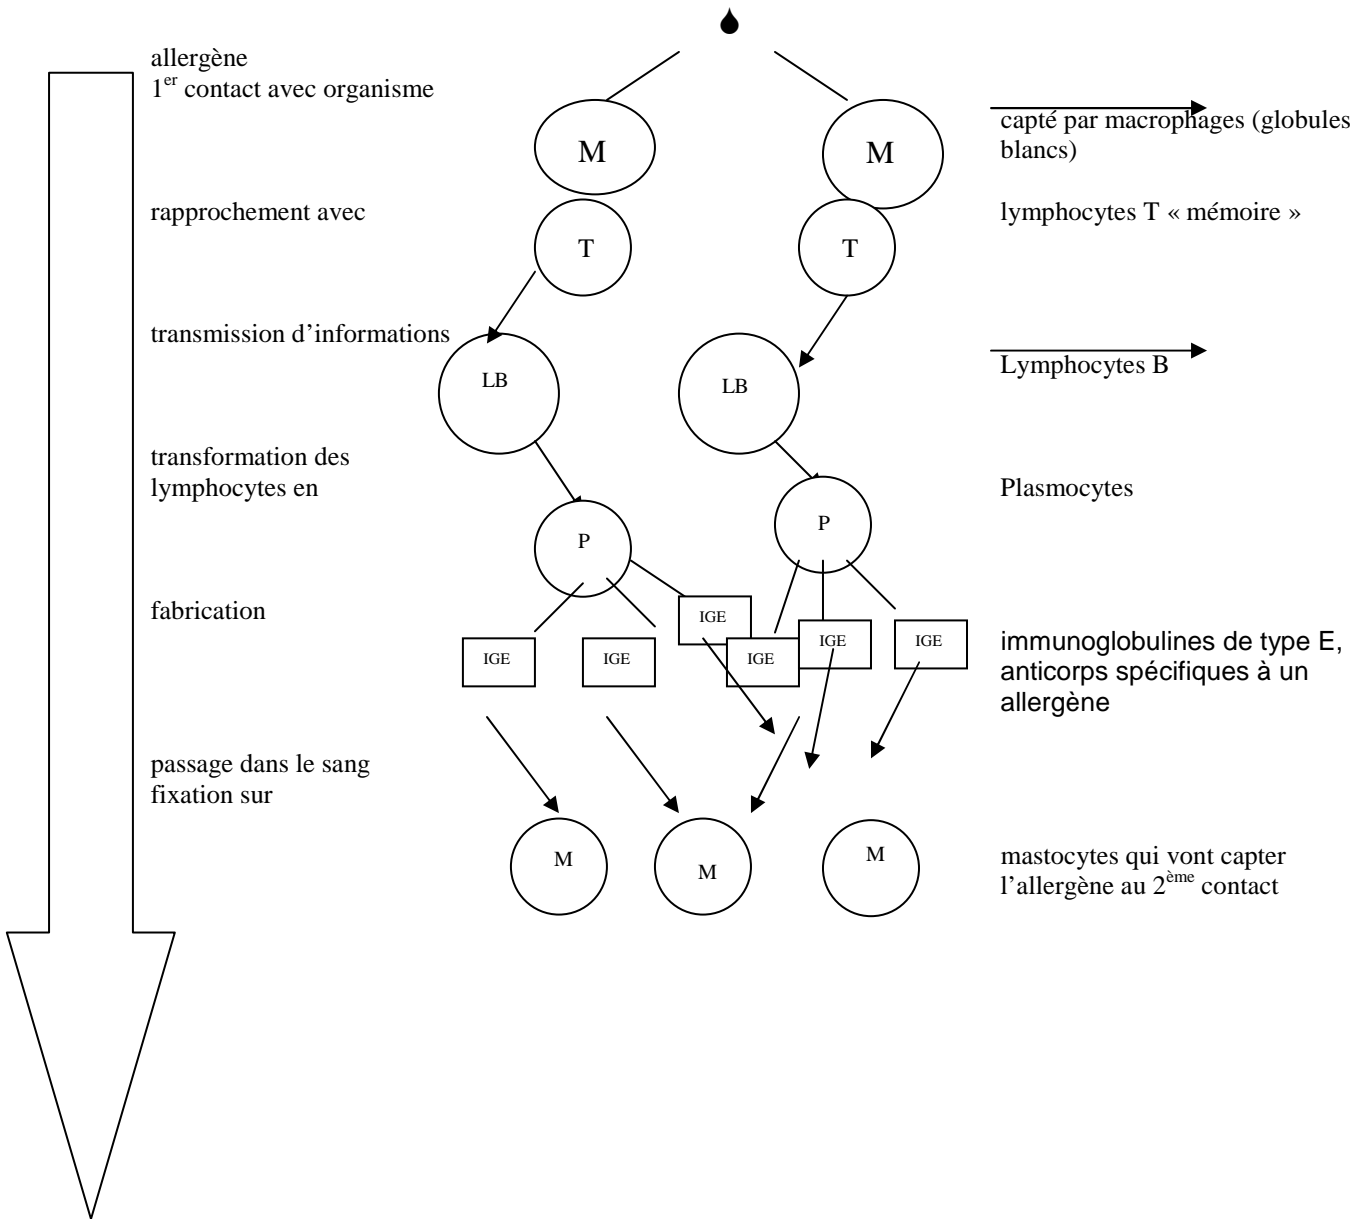 allergène
1er contact avec organisme
M
M
capté par macrophages (globules
blancs)
rapprochement avec
T
T
lymphocytes T « mémoire »
transmission d’informations
LB
LB
Lymphocytes B
transformation des
lymphocytes en
P
P
Plasmocytes
fabrication
IGE
IGE
IGE
IGE
IGE
IGE
immunoglobulines de type E,
anticorps spécifiques à un
allergène
passage dans le sang
fixation sur
M
M
M
mastocytes qui vont capter
l’allergène au 2ème contact